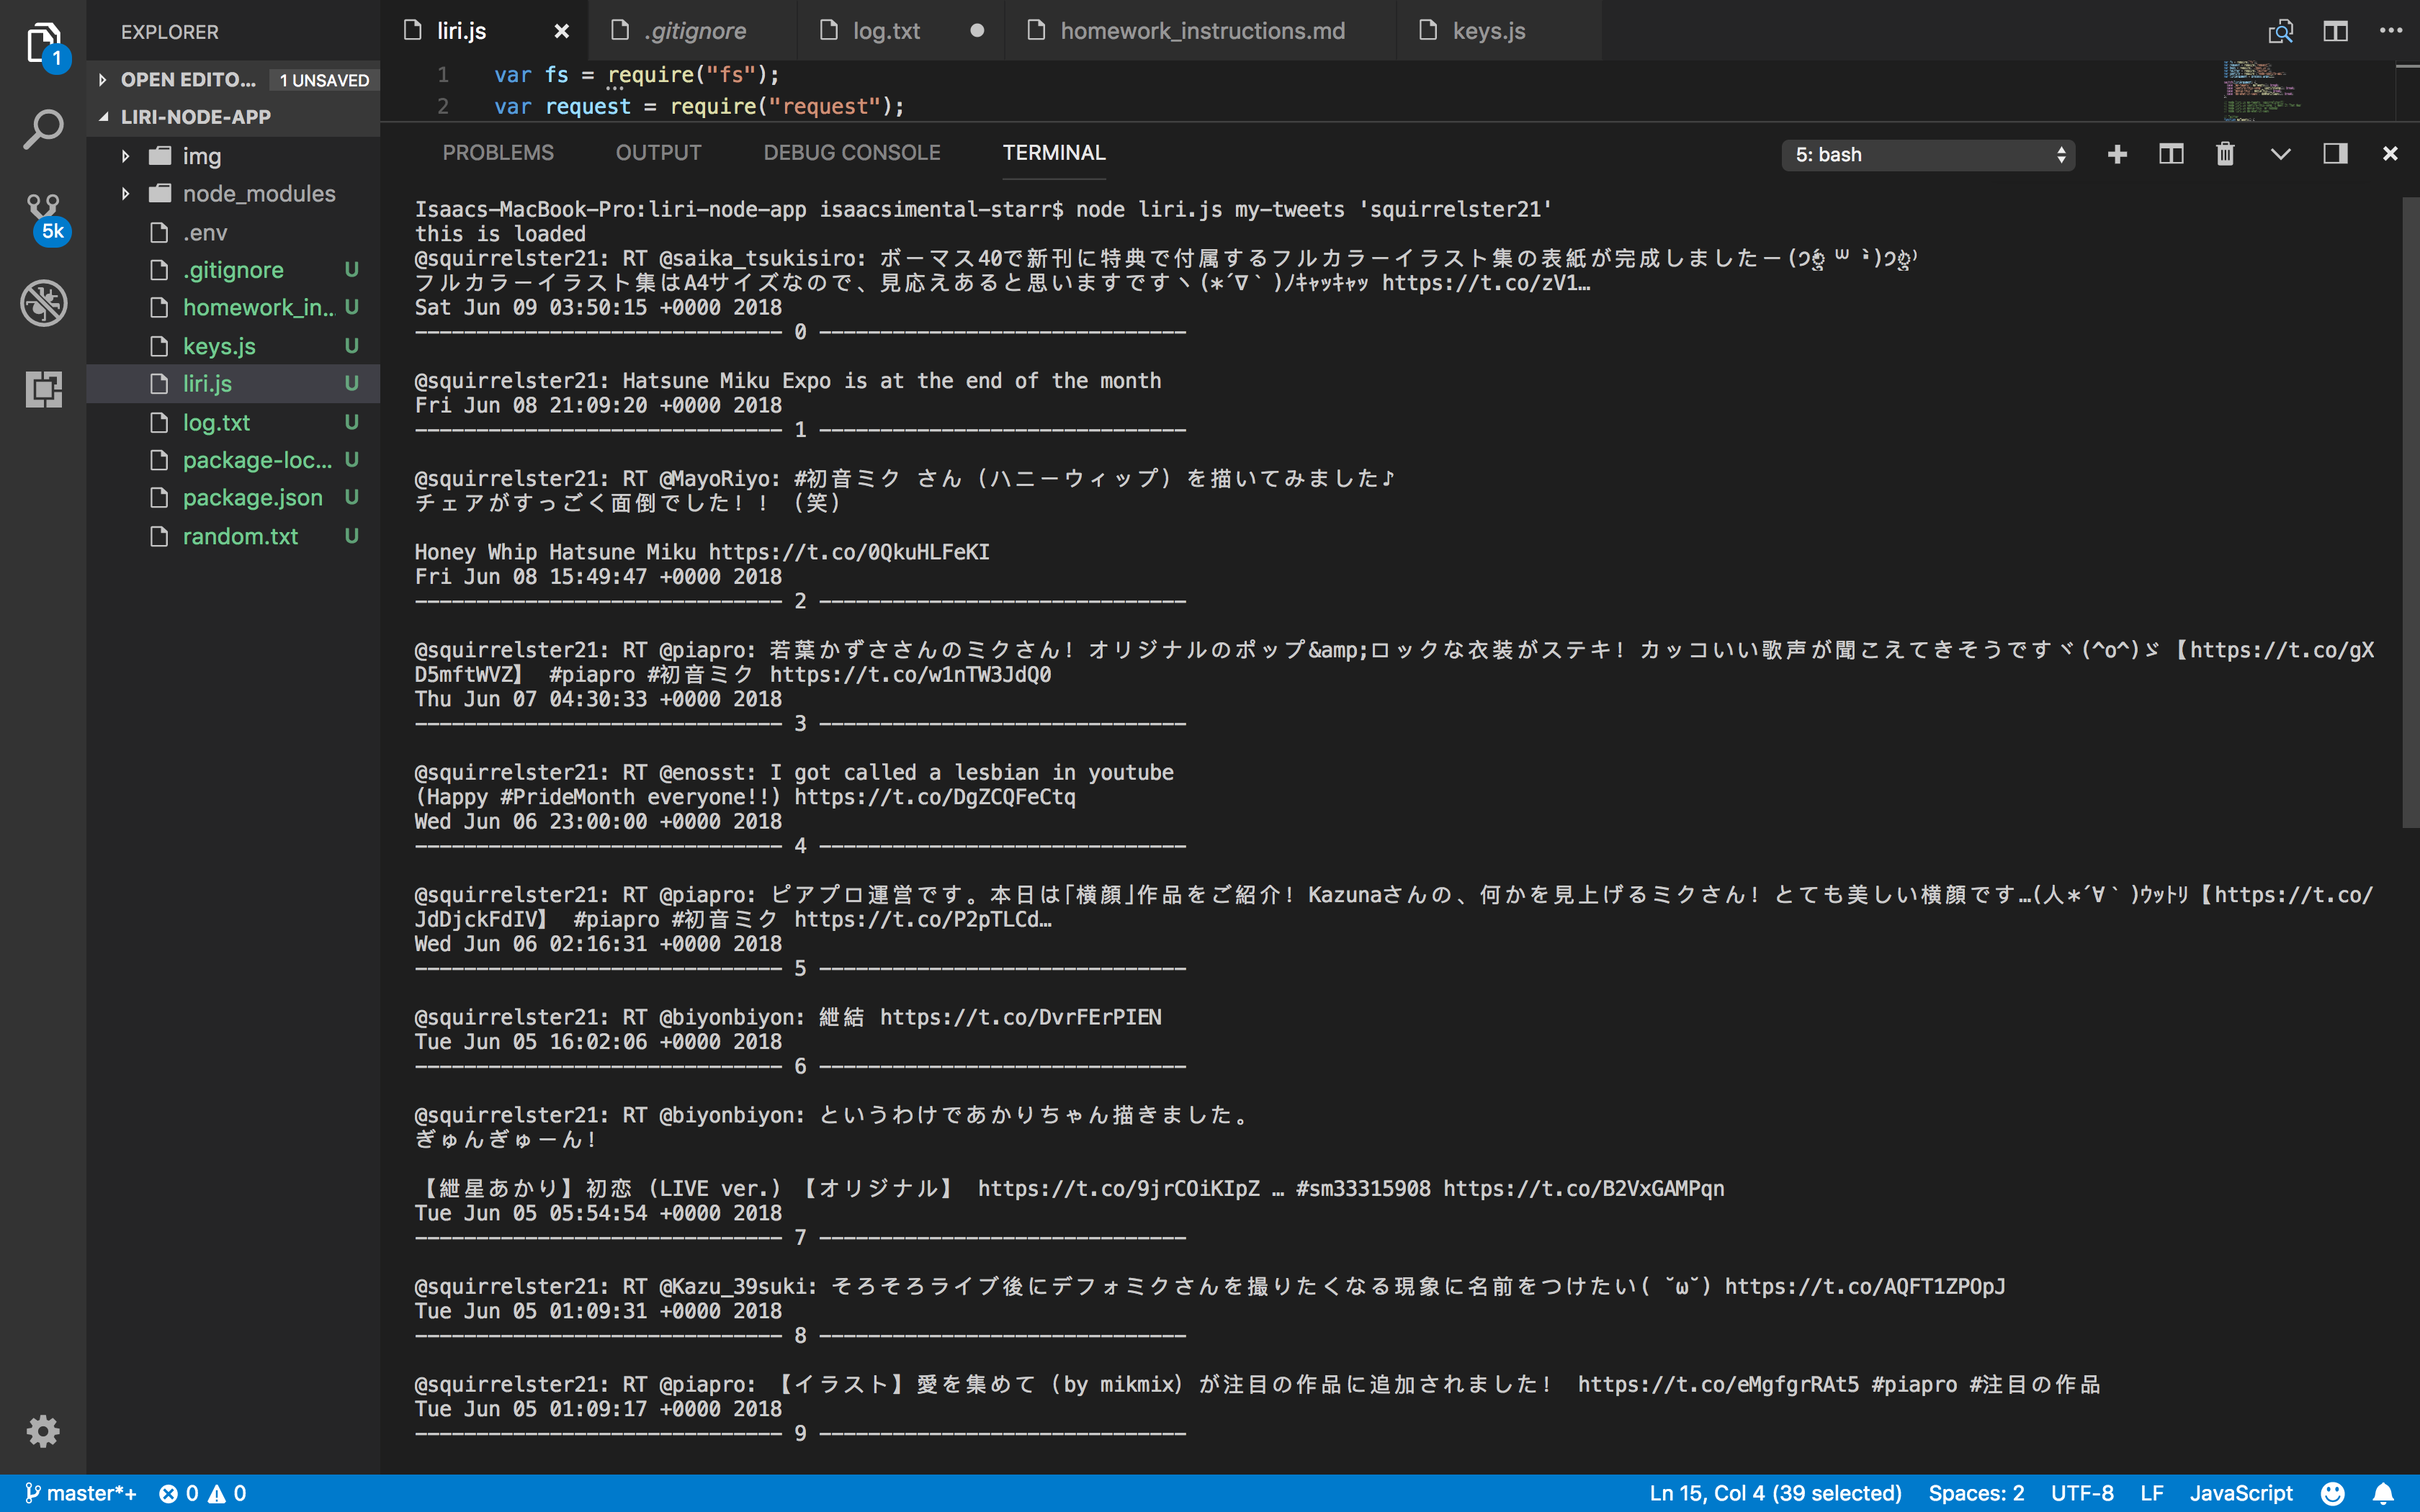 EXPLORER
OPEN EDITO... 1 UNSAVED
LIRI-NODE-APP
img
node_modules
.env
.gitignore U
homework_in... U
keys.js U
liri.js U
log.txt U
package-loc... U
package.json U
random.txt U
1
5k
liri.js
.gitignore
log.txt
homework_instructions.md
keys.js
1 var fs = require("fs");
2 var request = require("request");
PROBLEMS OUTPUT DEBUG CONSOLE TERMINAL 5: bash
Isaacs-MacBook-Pro:liri-node-app isaacsimental-starr$ node liri.js my-tweets 'squirrelster21'
this is loaded
@squirrelster21: RT @saika_tsukisiro: ボーマス40で新刊に特典で付属するフルカラーイラスト集の表紙が完成しましたー
フルカラーイラスト集はA4サイズなので、見応えあると思いますですヽ(*´∇｀)ﾉｷｬｯｷｬｯ https://t.co/zV1…
Sat Jun 09 03:50:15 +0000 2018
------------------------------ 0 ------------------------------
@squirrelster21: Hatsune Miku Expo is at the end of the month
Fri Jun 08 21:09:20 +0000 2018
------------------------------ 1 ------------------------------
@squirrelster21: RT @MayoRiyo: #初音ミク さん（ハニーウィップ）を描いてみました♪
チェアがすっごく面倒でした！！（笑）
Honey Whip Hatsune Miku https://t.co/0QkuHLFeKI
Fri Jun 08 15:49:47 +0000 2018
------------------------------ 2 ------------------------------
@squirrelster21: RT @piapro: 若葉かずささんのミクさん！オリジナルのポップ&amp;ロックな衣装がステキ！カッコいい歌声が聞こえてきそうですヾ(^o^)ゞ【https://t.co/gX
D5mftWVZ】 #piapro #初音ミク https://t.co/w1nTW3JdQ0
Thu Jun 07 04:30:33 +0000 2018
------------------------------ 3 ------------------------------
@squirrelster21: RT @enosst: I got called a lesbian in youtube
(Happy #PrideMonth everyone!!) https://t.co/DgZCQFeCtq
Wed Jun 06 23:00:00 +0000 2018
------------------------------ 4 ------------------------------
@squirrelster21: RT @piapro: ピアプロ運営です。本日は｢横顔｣作品をご紹介！Kazunaさんの、何かを見上げるミクさん！とても美しい横顔です…(人*´∀｀)ｳｯﾄﾘ【https://t.co/
JdDjckFdIV】 #piapro #初音ミク https://t.co/P2pTLCd…
Wed Jun 06 02:16:31 +0000 2018
------------------------------ 5 ------------------------------
@squirrelster21: RT @biyonbiyon: 紲結 https://t.co/DvrFErPIEN
Tue Jun 05 16:02:06 +0000 2018
------------------------------ 6 ------------------------------
@squirrelster21: RT @biyonbiyon: というわけであかりちゃん描きました。
ぎゅんぎゅーん！
【紲星あかり】初恋（LIVE ver.）【オリジナル】 https://t.co/9jrCOiKIpZ … #sm33315908 https://t.co/B2VxGAMPqn
Tue Jun 05 05:54:54 +0000 2018
------------------------------ 7 ------------------------------
@squirrelster21: RT @Kazu_39suki: そろそろライブ後にデフォミクさんを撮りたくなる現象に名前をつけたい( ˘ω˘) https://t.co/AQFT1ZPOpJ
Tue Jun 05 01:09:31 +0000 2018
------------------------------ 8 ------------------------------
@squirrelster21: RT @piapro: 【イラスト】愛を集めて（by mikmix）が注目の作品に追加されました！ https://t.co/eMgfgrRAt5 #piapro #注目の作品
Tue Jun 05 01:09:17 +0000 2018
------------------------------ 9 ------------------------------
master*+ 0 0 Ln 15, Col 4 (39 selected) Spaces: 2 UTF-8 LF JavaScript